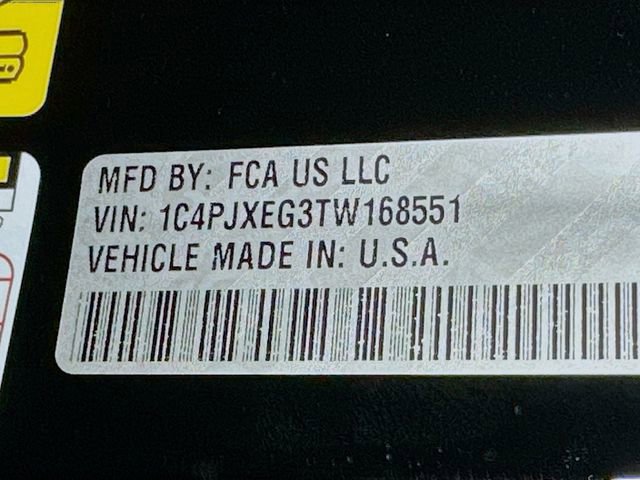 MFD BY: FCA US LLC
VIN: 1C4PJXEG3TW168551
VEHICLE MADE IN: U.S.A.